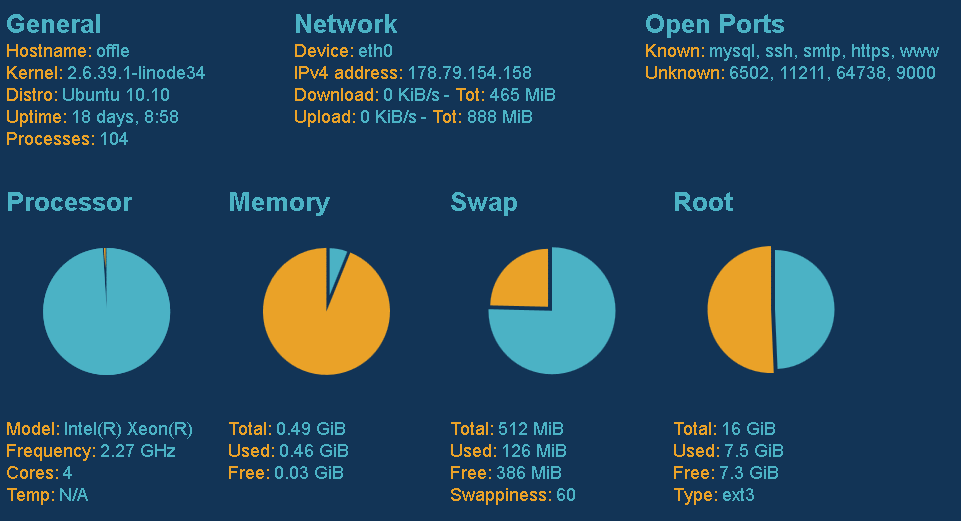 General
Hostname: offle
Kernel: 2.6.39.1-linode34
Distro: Ubuntu 10.10
Uptime: 18 days, 8:58
Processes: 104
Network
Device: eth0
IPv4 address: 178.79.154.158
Download: 0 KiB/s - Tot: 465 MiB
Upload: 0 KiB/s - Tot: 888 MiB
Open Ports
Known: mysql, ssh, smtp, https, www
Unknown: 6502, 11211, 64738, 9000
Processor
Model: Intel(R) Xeon(R)
Frequency: 2.27 GHz
Cores: 4
Temp: N/A
Memory
Total: 0.49 GiB
Used: 0.46 GiB
Free: 0.03 GiB
Swap
Total: 512 MiB
Used: 126 MiB
Free: 386 MiB
Swappiness: 60
Root
Total: 16 GiB
Used: 7.5 GiB
Free: 7.3 GiB
Type: ext3